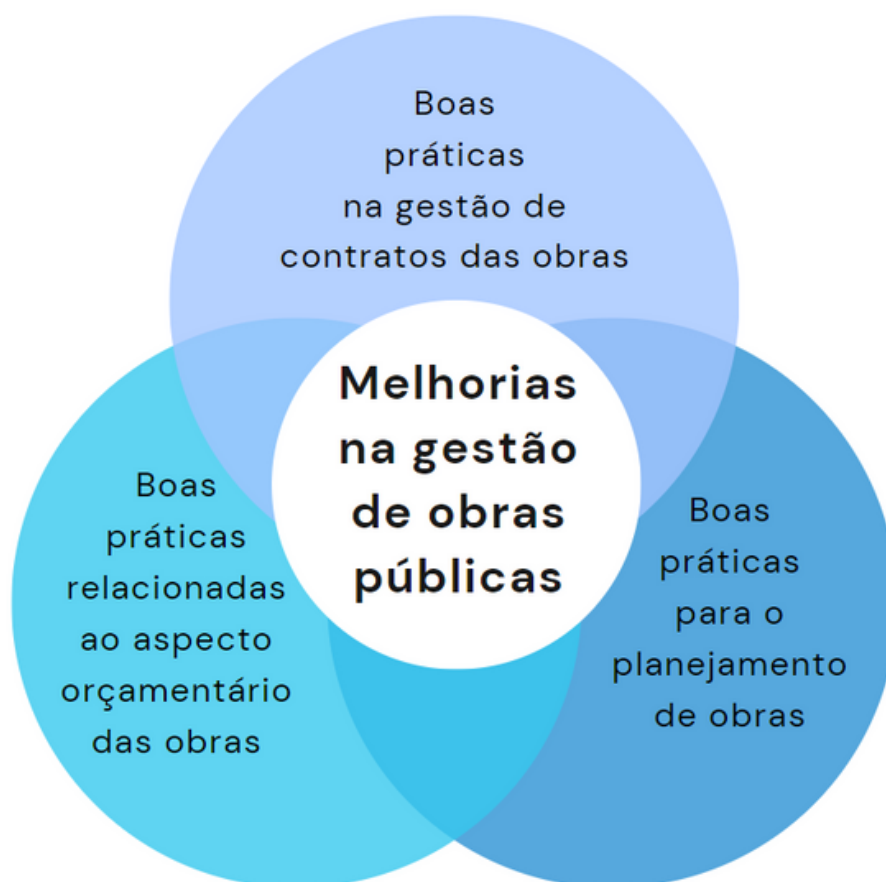 Boas
práticas
na gestão de
contratos das obras
Melhorias
na gestão
de obras
públicas
Boas
práticas
relacionadas
ao aspecto
orçamentário
das obras
Boas
práticas
para o
planejamento
de obras